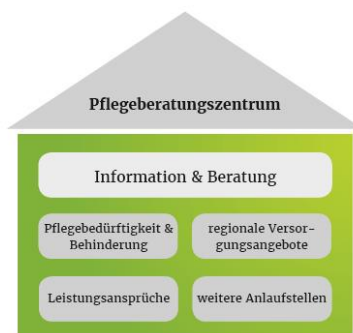 Pflegeberatungszentrum
Information & Beratung
Pflegebedürftigkeit &
Behinderung
regionale Versor-
gungsangebote
Leistungsansprüche
weitere Anlaufstellen